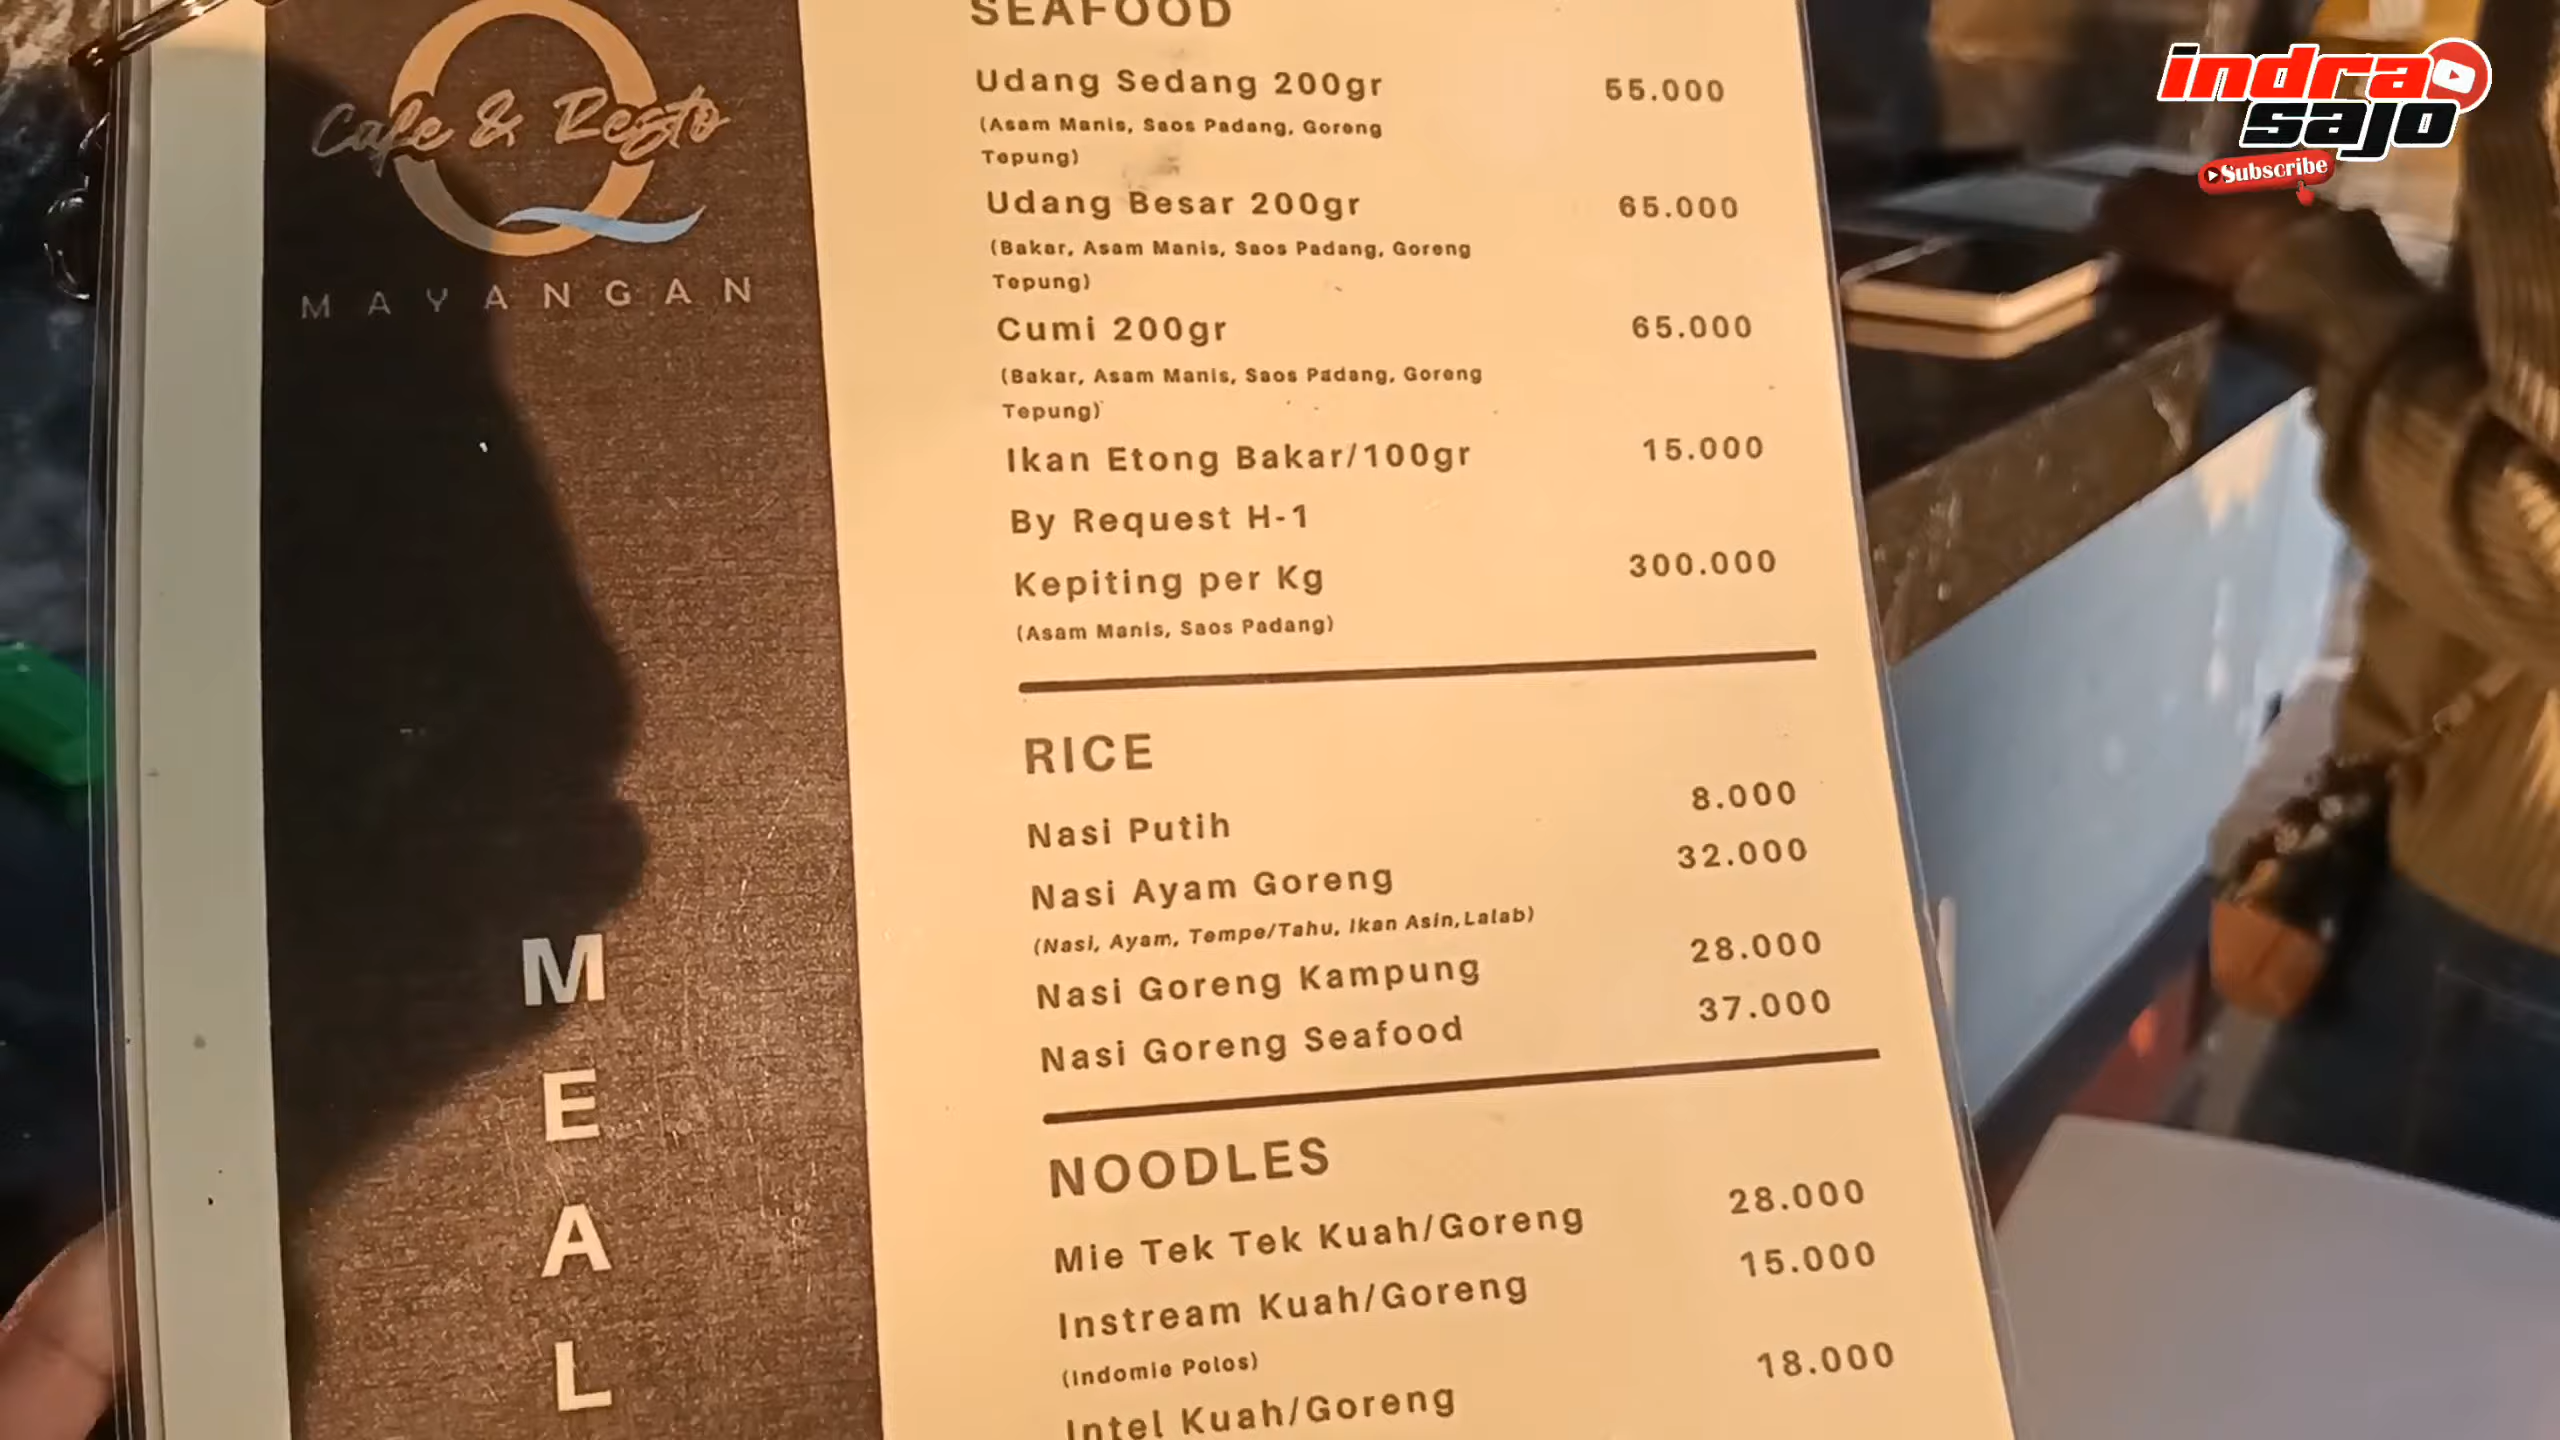 SEAFOOD
Udang Sedang 200gr 55.000
(Asam Manis, Saos Padang, Goreng
Tepung)
Udang Besar 200gr 65.000
(Bakar, Asam Manis, Saos Padang, Goreng
Tepung)
Cumi 200gr 65.000
(Bakar, Asam Manis, Saos Padang, Goreng
Tepung)
Ikan Etong Bakar/100gr 15.000
By Request H-1
Kepiting per Kg 300.000
(Asam Manis, Saos Padang)
RICE
Nasi Putih 8.000
Nasi Ayam Goreng 32.000
(Nasi, Ayam, Tempe/Tahu, Ikan Asin,Lalab)
Nasi Goreng Kampung 28.000
Nasi Goreng Seafood 37.000
NOODLES
Mie Tek Tek Kuah/Goreng 28.000
Instream Kuah/Goreng 15.000
(Indomie Polos)
Intel Kuah/Goreng 18.000
Q
Cafe & Resto
MAYANGAN
MEAL
indra
sajo
Subscribe